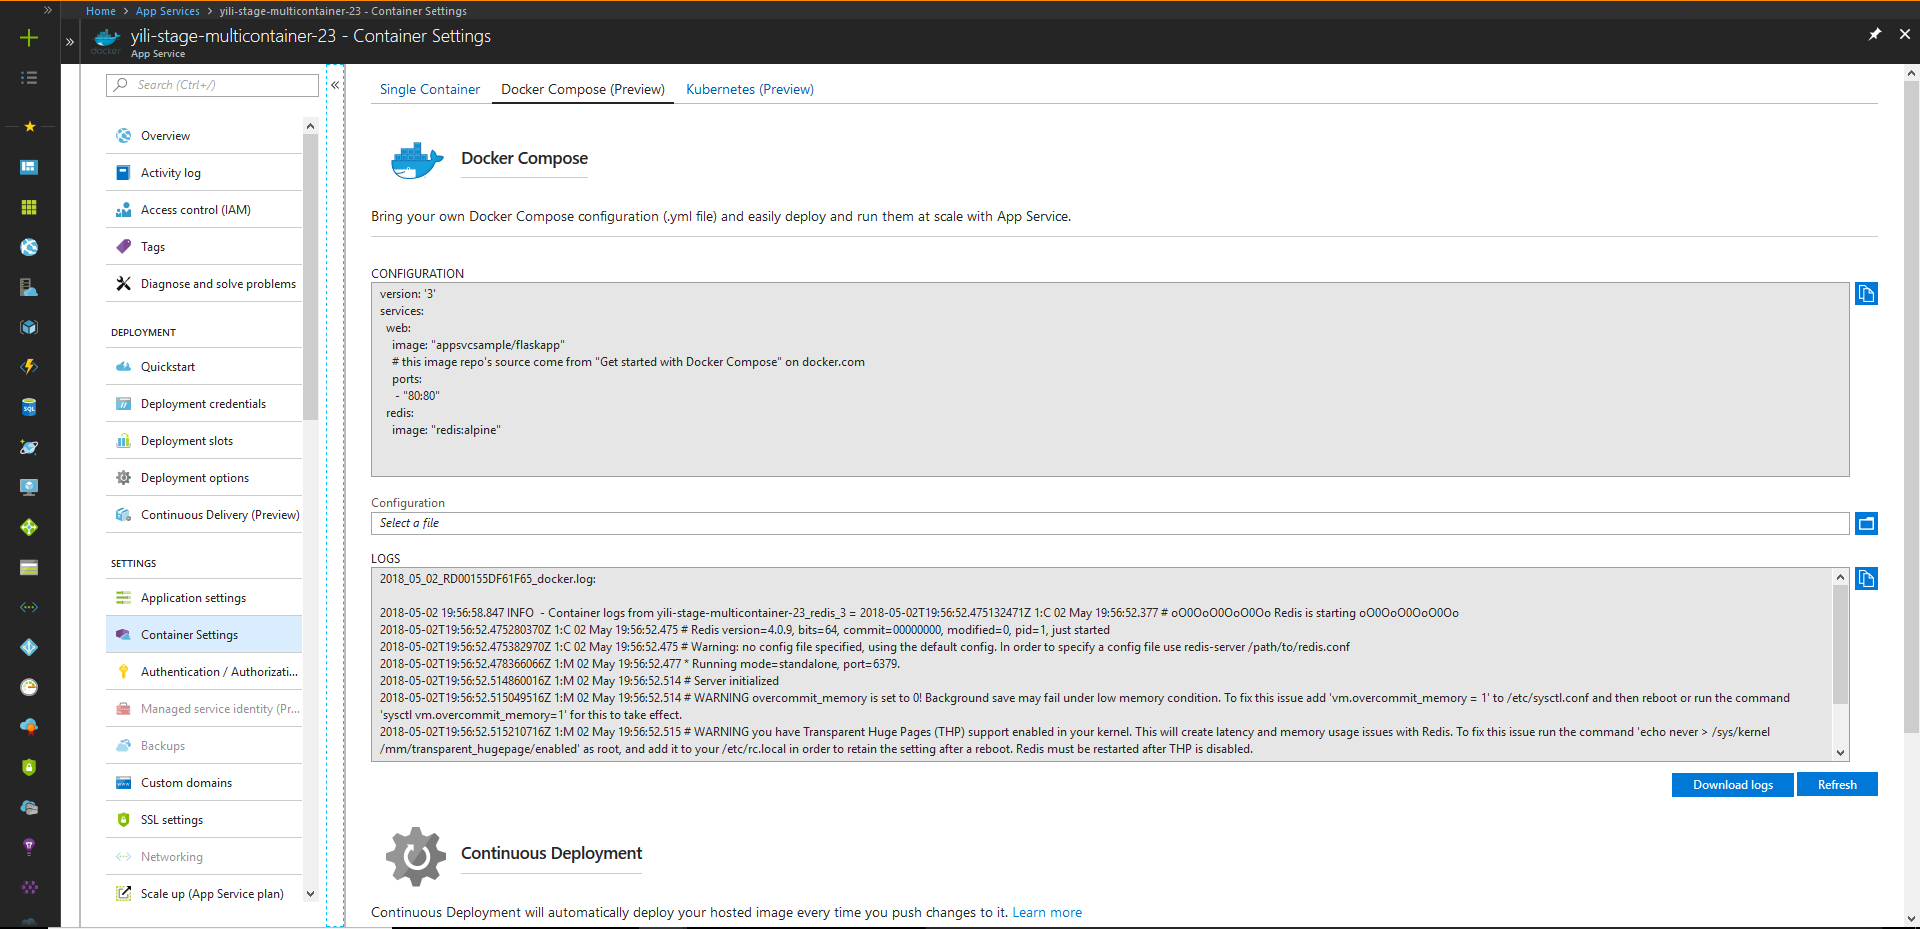 Home > App Services > yili-stage-multicontainer-23 - Container Settings
yili-stage-multicontainer-23 - Container Settings
App Service
docker
Search (Ctrl+/)
Overview
Activity log
Access control (IAM)
Tags
Diagnose and solve problems
DEPLOYMENT
Quickstart
Deployment credentials
Deployment slots
Deployment options
Continuous Delivery (Preview)
SETTINGS
Application settings
Container Settings
Authentication / Authorizati...
Managed service identity (Pr...
Backups
Custom domains
SSL settings
Networking
Scale up (App Service plan)
Single Container
Docker Compose (Preview)
Kubernetes (Preview)
Docker Compose
Bring your own Docker Compose configuration (.yml file) and easily deploy and run them at scale with App Service.
CONFIGURATION
version: '3'
services:
web:
image: "appsvcsample/flaskapp"
# this image repo's source come from "Get started with Docker Compose" on docker.com
ports:
- "80:80"
redis:
image: "redis:alpine"
Configuration
Select a file
LOGS
2018_05_02_RD00155DF61F65_docker.log:
2018-05-02 19:56:58.847 INFO  - Container logs from yili-stage-multicontainer-23_redis_3 = 2018-05-02T19:56:52.475132471Z 1:C 02 May 19:56:52.377 # oO0OoO0OoO0Oo Redis is starting oO0OoO0OoO0Oo
2018-05-02T19:56:52.475280370Z 1:C 02 May 19:56:52.475 # Redis version=4.0.9, bits=64, commit=00000000, modified=0, pid=1, just started
2018-05-02T19:56:52.475382970Z 1:C 02 May 19:56:52.475 # Warning: no config file specified, using the default config. In order to specify a config file use redis-server /path/to/redis.conf
2018-05-02T19:56:52.478366066Z 1:M 02 May 19:56:52.477 * Running mode=standalone, port=6379.
2018-05-02T19:56:52.514860016Z 1:M 02 May 19:56:52.514 # Server initialized
2018-05-02T19:56:52.515049516Z 1:M 02 May 19:56:52.514 # WARNING overcommit_memory is set to 0! Background save may fail under low memory condition. To fix this issue add 'vm.overcommit_memory = 1' to /etc/sysctl.conf and then reboot or run the command
'sysctl vm.overcommit_memory=1' for this to take effect.
2018-05-02T19:56:52.515210716Z 1:M 02 May 19:56:52.515 # WARNING you have Transparent Huge Pages (THP) support enabled in your kernel. This will create latency and memory usage issues with Redis. To fix this issue run the command 'echo never > /sys/kernel
/mm/transparent_hugepage/enabled' as root, and add it to your /etc/rc.local in order to retain the setting after a reboot. Redis must be restarted after THP is disabled.
Download logs
Refresh
Continuous Deployment
Continuous Deployment will automatically deploy your hosted image every time you push changes to it. Learn more